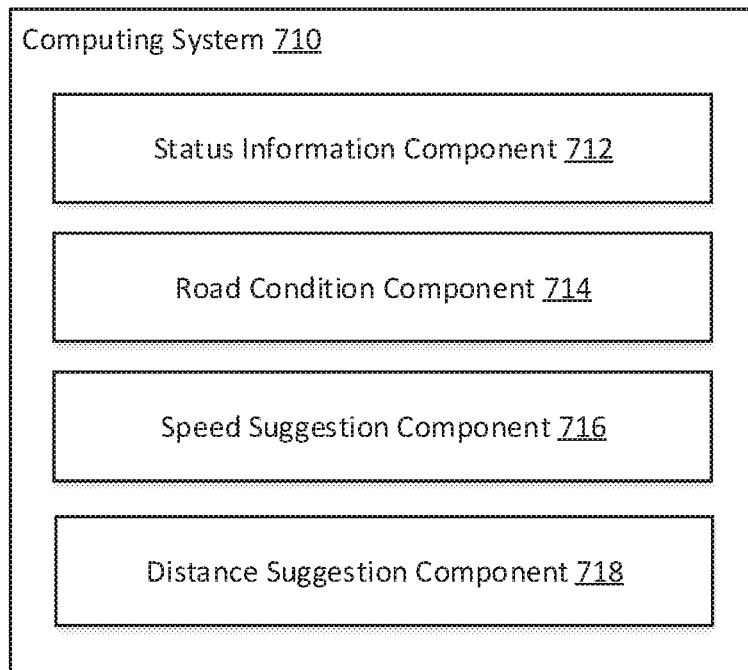 Computing System 710
Status Information Component 712
Road Condition Component 714
Speed Suggestion Component 716
Distance Suggestion Component 718